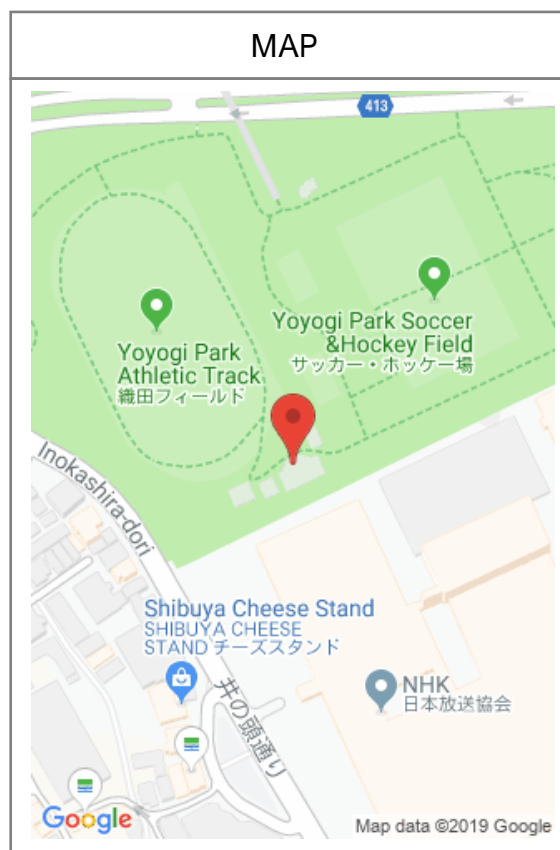 MAP
413
Yoyogi Park Soccer
&Hockey Field
サッカー・ホッケー場
Yoyogi Park
Athletic Track
織田フィールド
Inokashira-dori
Shibuya Cheese Stand
SHIBUYA CHEESE
STAND チーズスタンド
NHK
日本放送協会
井の頭通り
Google
Map data ©2019 Google